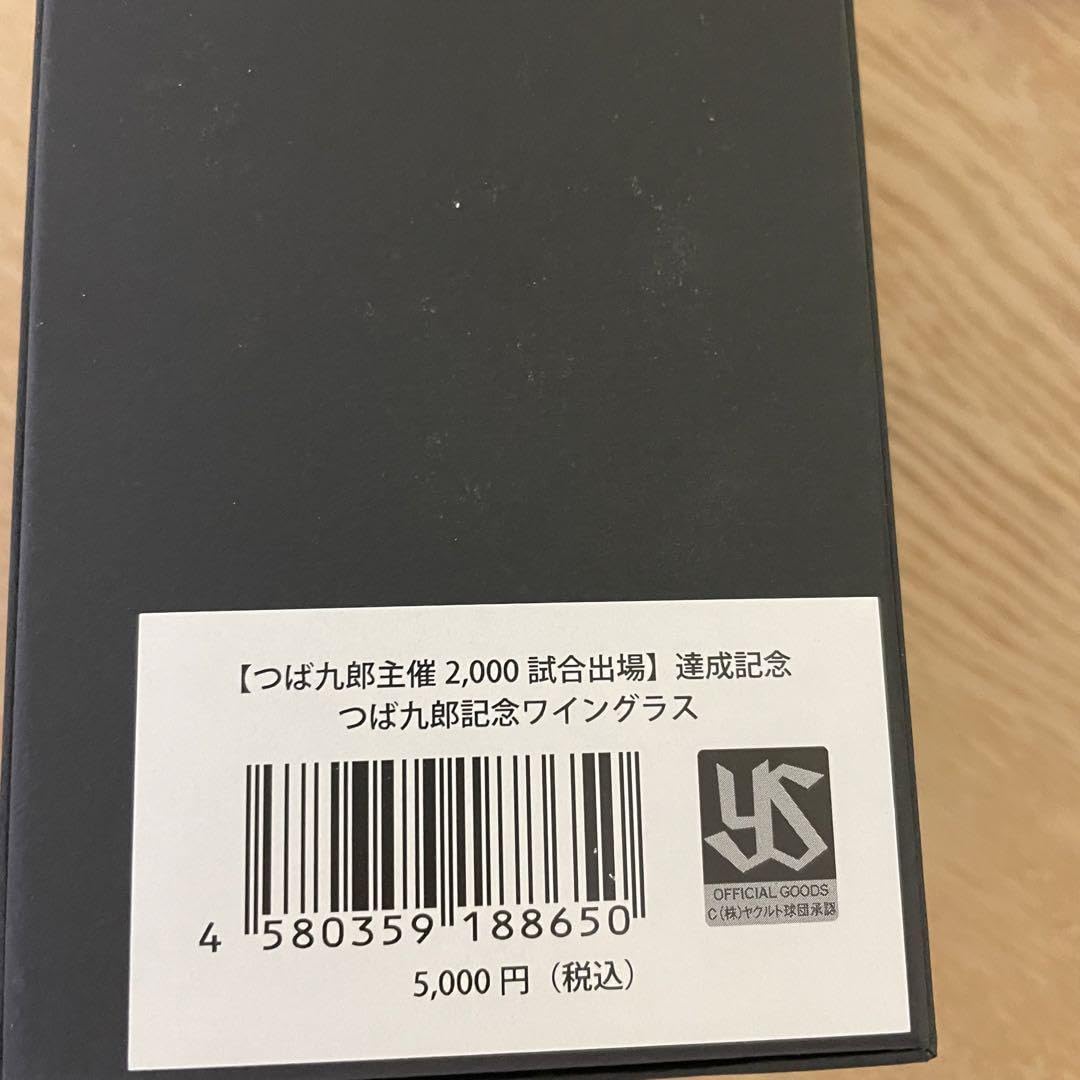 【つば九郎主催 2,000 試合出場】達成記念
つば九郎記念ワイングラス
YS
OFFICIAL GOODS
C(株)ヤクルト球団承認
4 580359 188650
5,000 円（税込）